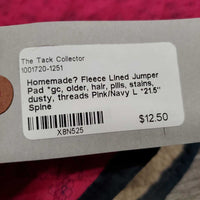 The Tack Collector
1001720-1251
Homemade? Fleece Lined Jumper
Pad *gc, older, hair, pills, stains,
dusty, threads Pink/Navy L *21.5"
Spine
$12.50
X8N525